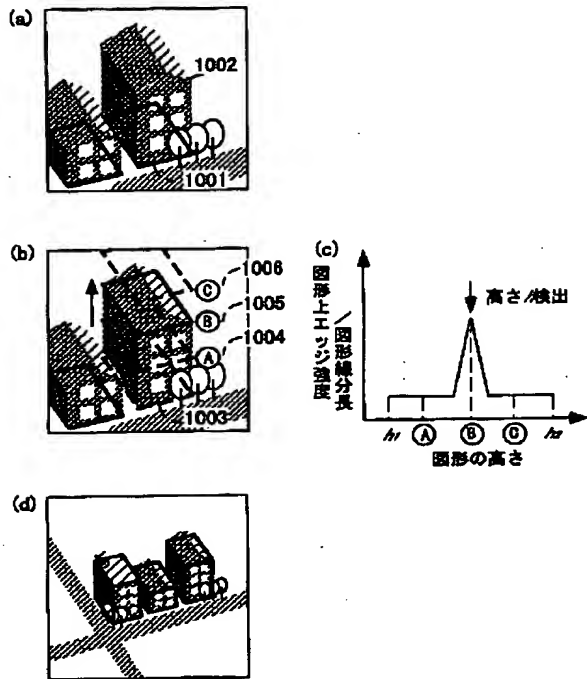 (a)
1002
1001
(b)
Ⓒ 1006
Ⓑ 1005
Ⓐ 1004
1003
(c)
図形上エッジ強度
/図形線分長
高さ/検出
h1 Ⓐ Ⓑ Ⓒ h2
図形の高さ
(d)